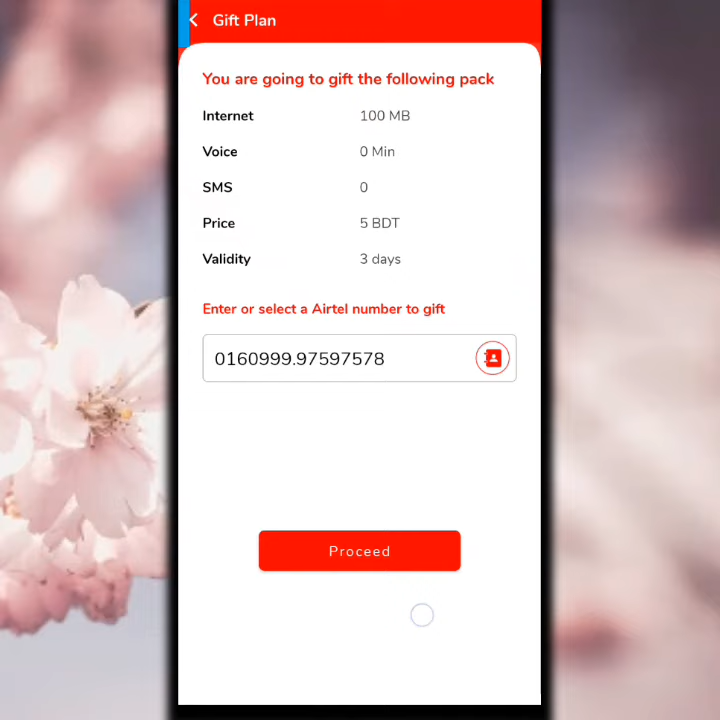 Gift Plan
You are going to gift the following pack
Internet 100 MB
Voice 0 Min
SMS 0
Price 5 BDT
Validity 3 days
Enter or select a Airtel number to gift
0160999.97597578
Proceed